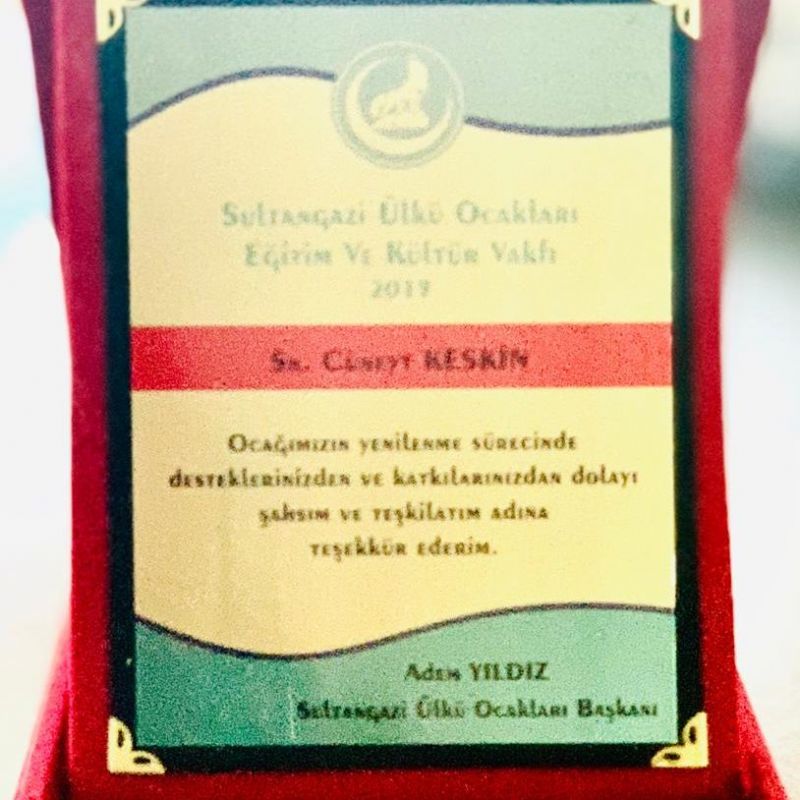 Sultangazi Ülkü Ocakları
Eğitim Ve Kültür Vakfı
2019
Sn. Cüneyt KESKİN
Ocağımızın yenilenme sürecinde
desteklerinizden ve katkılarınızdan dolayı
şahsım ve teşkilatım adına
teşekkür ederim.
Adem YILDIZ
Sultangazi Ülkü Ocakları Başkanı